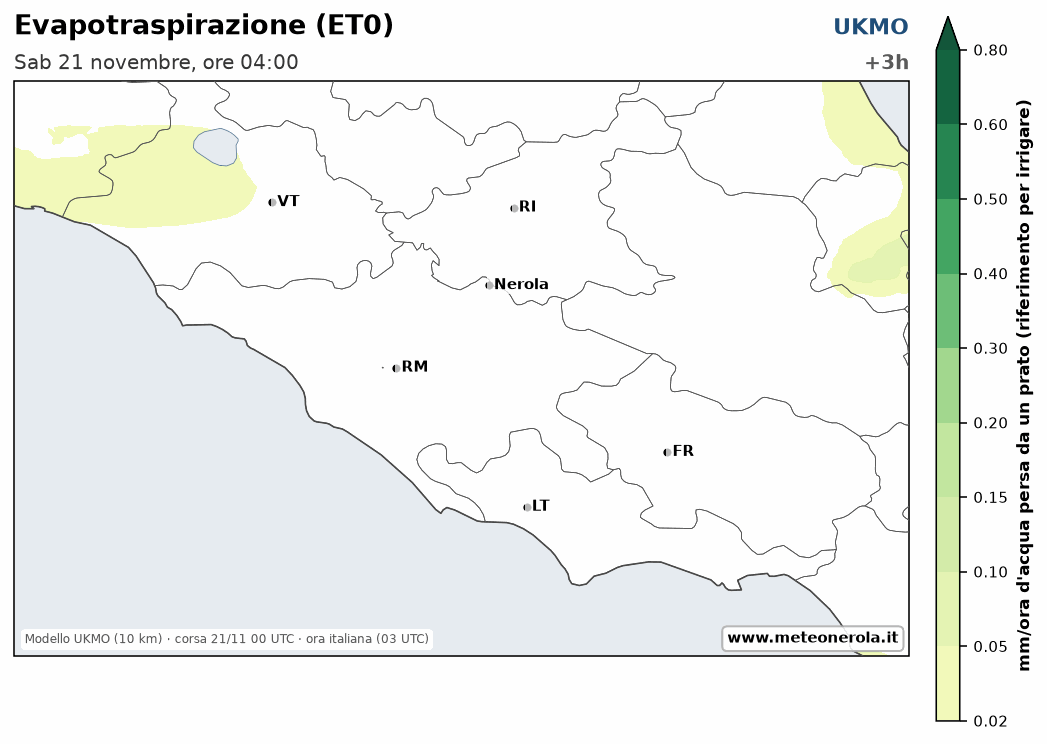 Evapotraspirazione (ET0)
UKMO
Sab 21 novembre, ore 04:00
+3h
VT
RI
Nerola
RM
FR
LT
Modello UKMO (10 km) · corsa 21/11 00 UTC · ora italiana (03 UTC)
www.meteonerola.it
0.80
0.60
0.50
0.40
0.30
0.20
0.15
0.10
0.05
0.02
mm/ora d'acqua persa da un prato (riferimento per irrigare)